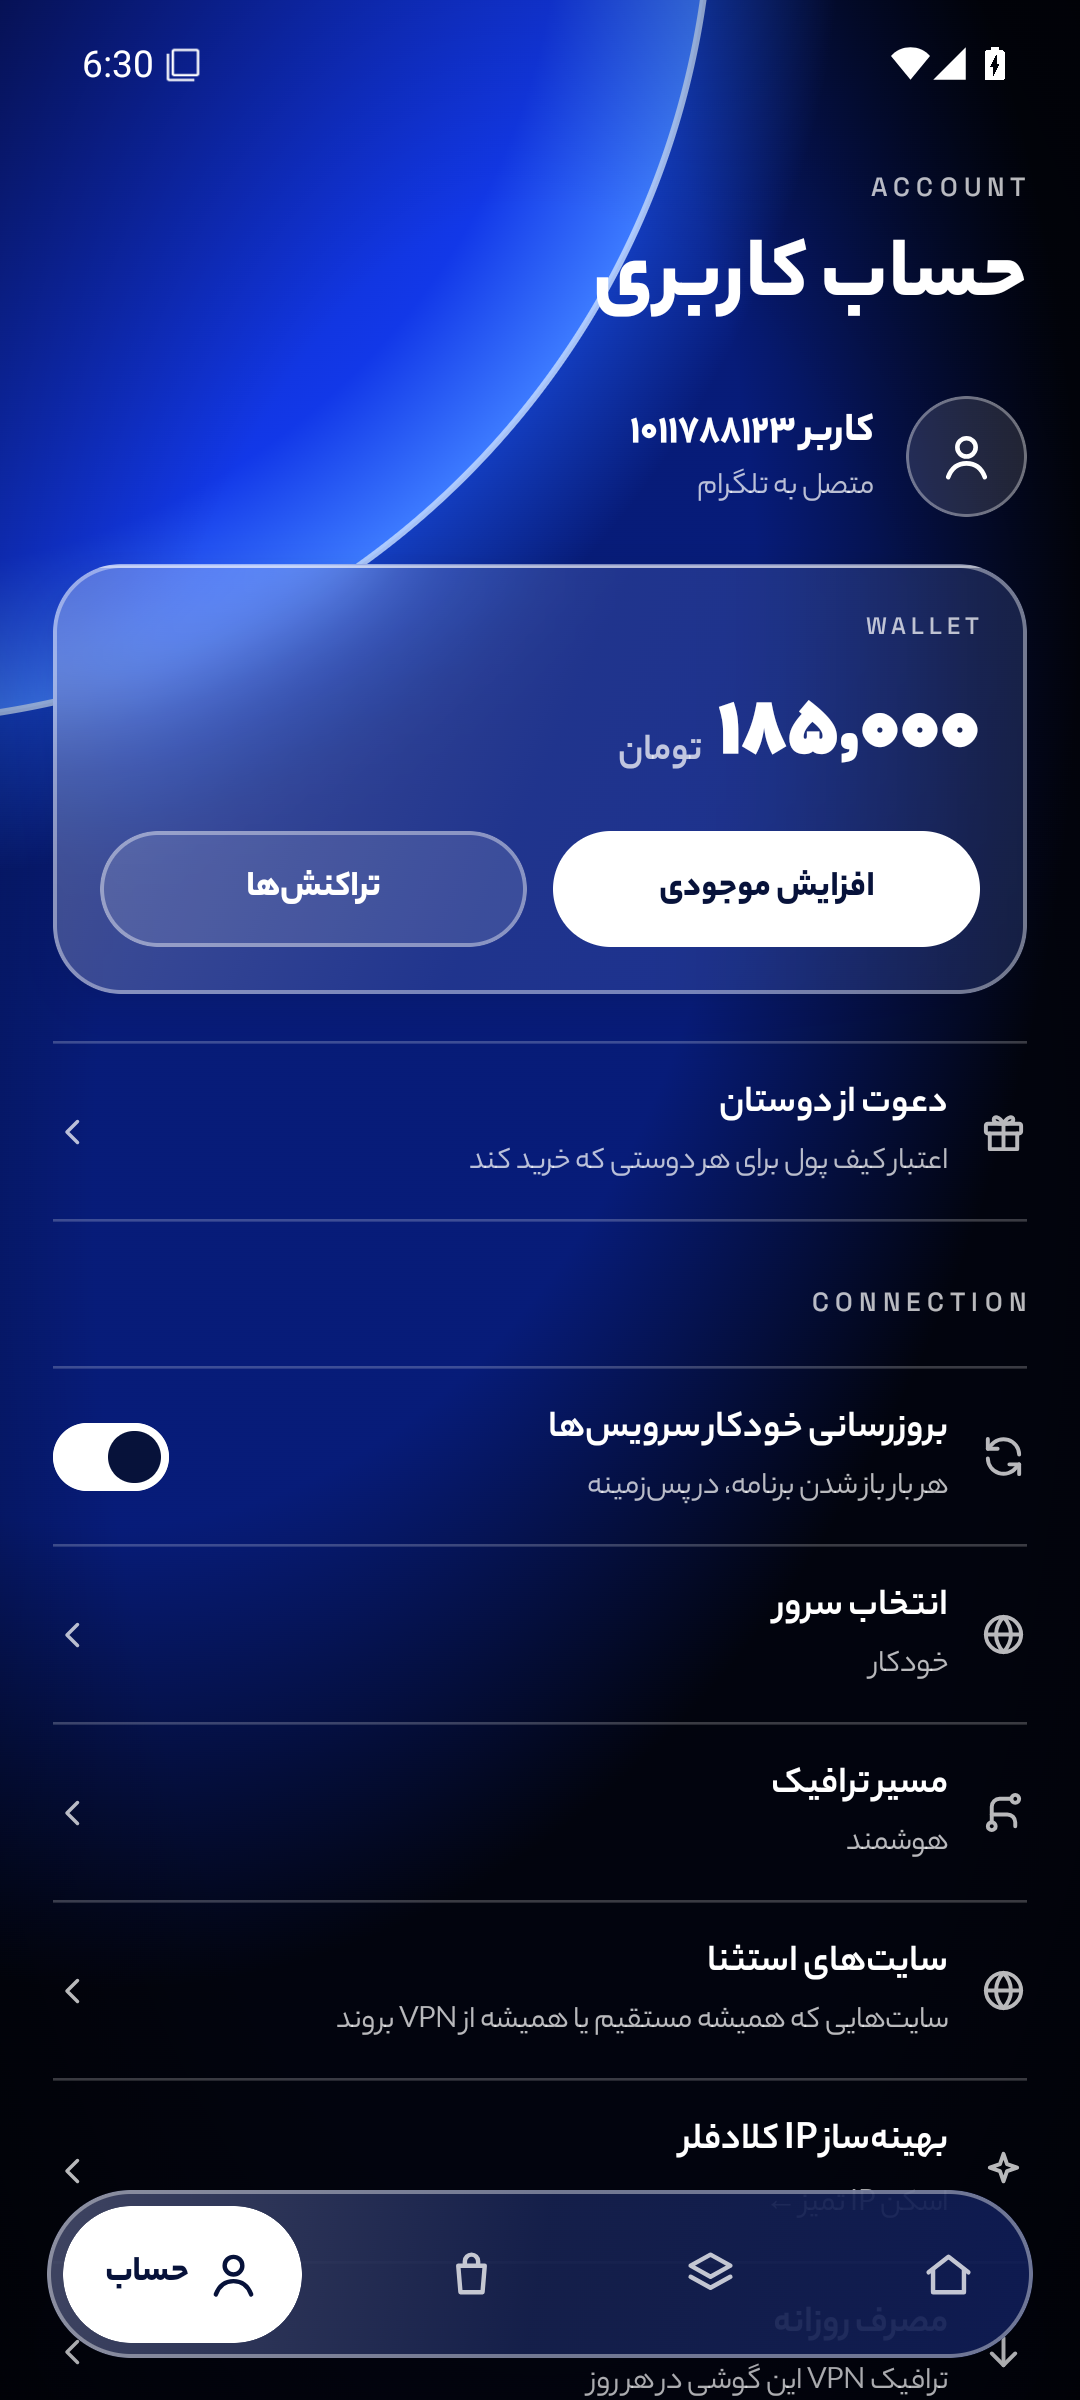 6:30
ACCOUNT
حساب کاربری
کاربر ۱۰۱۱۷۸۸۱۲۳
متصل به تلگرام
WALLET
۱۸۵,۰۰۰ تومان
افزایش موجودی
تراکنش‌ها
دعوت از دوستان
اعتبار کیف پول برای هر دوستی که خرید کند
CONNECTION
بروزرسانی خودکار سرویس‌ها
هر بار باز شدن برنامه، در پس‌زمینه
انتخاب سرور
خودکار
مسیر ترافیک
هوشمند
سایت‌های استثنا
سایت‌هایی که همیشه مستقیم یا همیشه از VPN بروند
بهینه‌ساز IP کلادفلر
اسکن IP تمیز ←
حساب
مصرف روزانه
ترافیک VPN این گوشی در هر روز